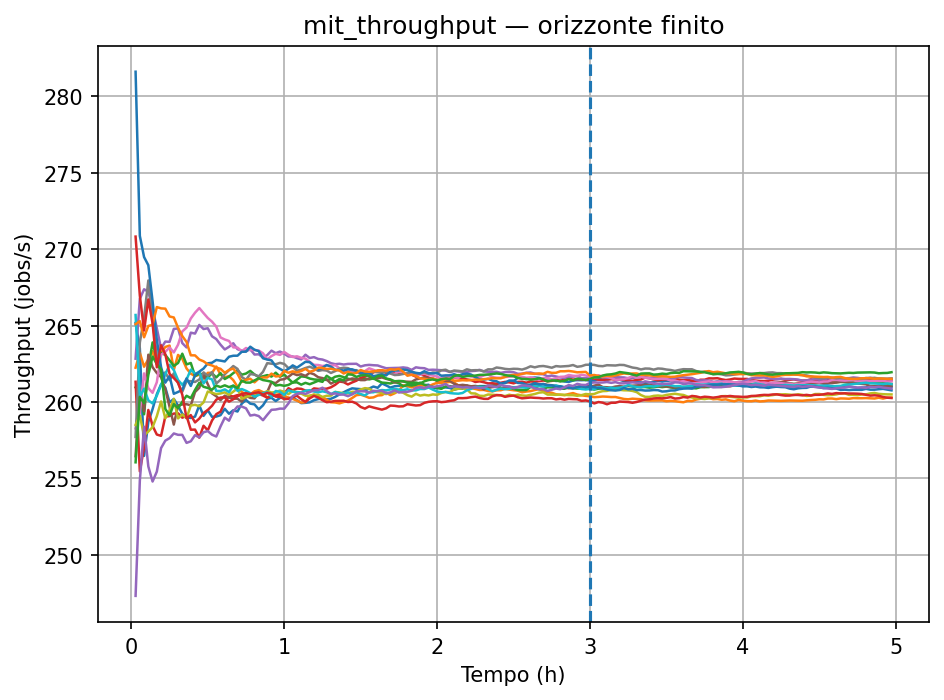 mit_throughput — orizzonte finito
Throughput (jobs/s)
280
275
270
265
260
255
250
0 1 2 3 4 5
Tempo (h)